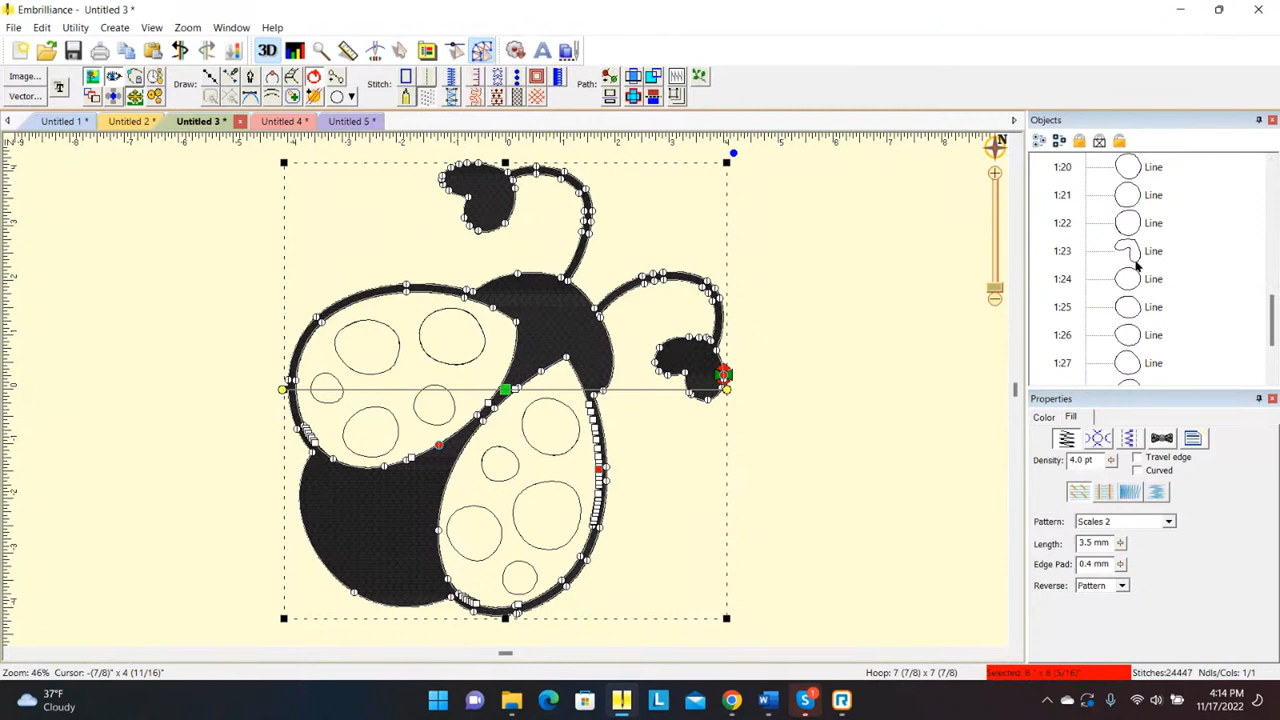 Embrilliance - Untitled 3 *
File Edit Utility Create View Zoom Window Help
3D
Image... Draw: Stitch: Path:
Vector...
Untitled 1 * Untitled 2 * Untitled 3 * Untitled 4 * Untitled 5 *
Objects
N
1:20 Line
1:21 Line
1:22 Line
1:23 Line
1:24 Line
1:25 Line
1:26 Line
1:27 Line
Properties
Color Fill
Density: 4.0 pt Travel edge
Curved
Pattern: Scales 2
Length: 3.5 mm
Edge Pad: 0.4 mm
Reverse: Pattern
Zoom: 46% Cursor: -(7/8)" x 4 (11/16)" Hoop: 7 (7/8) x 7 (7/8) Selected: 8 " x 8 (5/16)" Stitches:24447 Ndls/Cols: 1/1
37°F
Cloudy
4:14 PM
11/17/2022